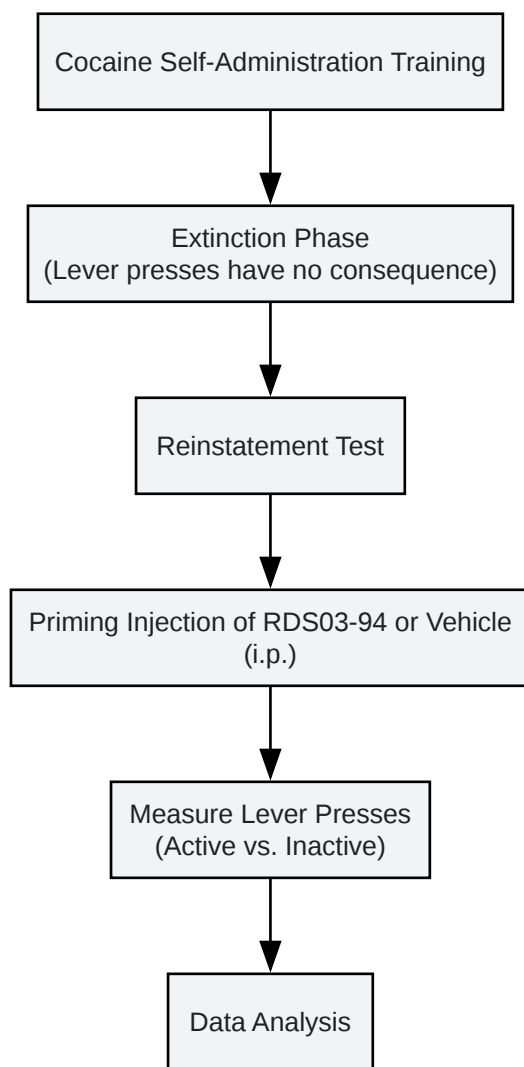 Cocaine Self-Administration Training
Extinction Phase
(Lever presses have no consequence)
Reinstatement Test
Priming Injection of RDS03-94 or Vehicle
(i.p.)
Measure Lever Presses
(Active vs. Inactive)
Data Analysis